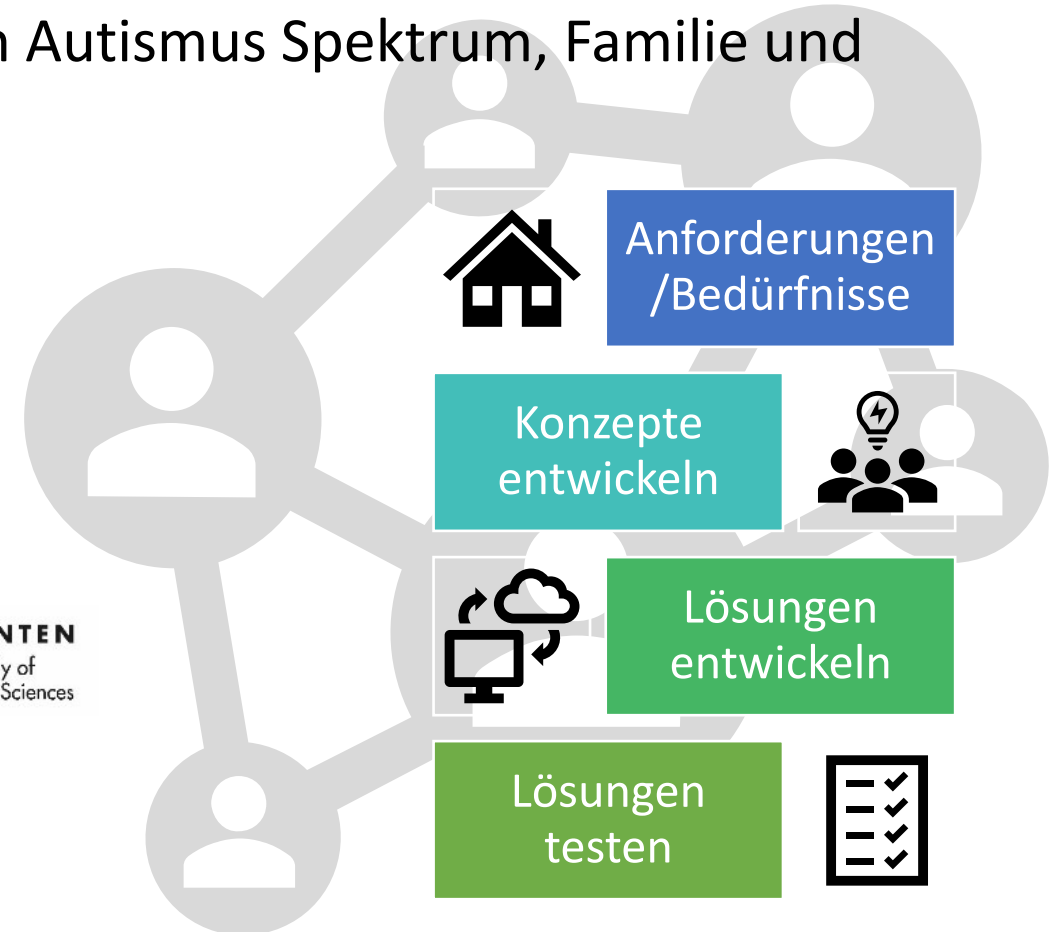 Autismus Spektrum, Familie und
Anforderungen
/Bedürfnisse
Konzepte
entwickeln
Lösungen
entwickeln
NTEN
y of
Sciences
Lösungen
testen